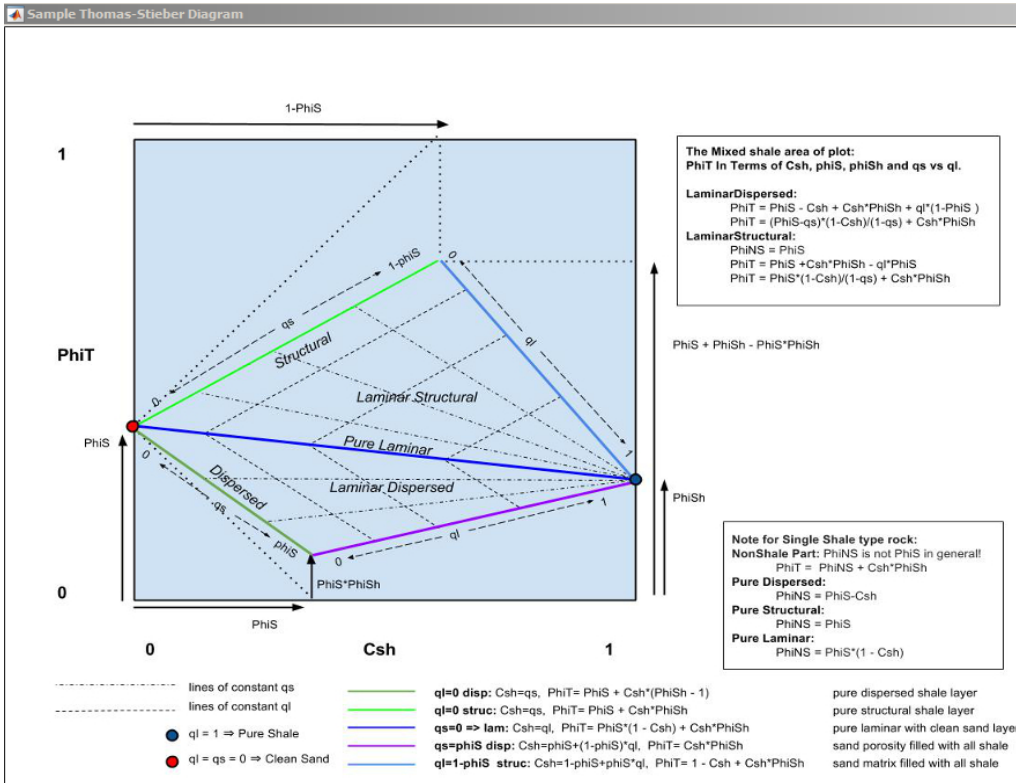 Sample Thomas-Stieber Diagram
1-PhiS
1
The Mixed shale area of plot:
PhiT In Terms of Csh, phiS, phiSh and qs vs ql.
LaminarDispersed:
PhiT = PhiS - Csh + Csh*PhiSh + ql*(1-PhiS )
PhiT = (PhiS-qs)*(1-Csh)/(1-qs) + Csh*PhiSh
LaminarStructural:
PhiNS = PhiS
PhiT = PhiS +Csh*PhiSh - ql*PhiS
PhiT = PhiS*(1-Csh)/(1-qs) + Csh*PhiSh
1-phiS
0
qs
ql
Structural
PhiT
PhiS + PhiSh - PhiS*PhiSh
0
Laminar Structural
PhiS
Pure Laminar
1
0
Dispersed
Laminar Dispersed
PhiSh
qs
1
phiS
ql
0
PhiS*PhiSh
0
PhiS
Note for Single Shale type rock:
NonShale Part: PhiNS is not PhiS in general!
PhiT = PhiNS + Csh*PhiSh
Pure Dispersed:
PhiNS = PhiS-Csh
Pure Structural:
PhiNS = PhiS
Pure Laminar:
PhiNS = PhiS*(1 - Csh)
0 Csh 1
lines of constant qs
lines of constant ql
ql = 1 ⇒ Pure Shale
ql = qs = 0 ⇒ Clean Sand
ql=0 disp: Csh=qs, PhiT= PhiS + Csh*(PhiSh - 1) pure dispersed shale layer
ql=0 struc: Csh=qs, PhiT= PhiS + Csh*PhiSh pure structural shale layer
qs=0 => lam: Csh=ql, PhiT= PhiS*(1 - Csh) + Csh*PhiSh pure laminar with clean sand laye
qs=phiS disp: Csh=phiS+(1-phiS)*ql, PhiT= Csh*PhiSh sand porosity filled with all shale
ql=1-phiS struc: Csh=1-phiS+phiS*ql, PhiT= 1 - Csh + Csh*PhiSh sand matrix filled with all shale